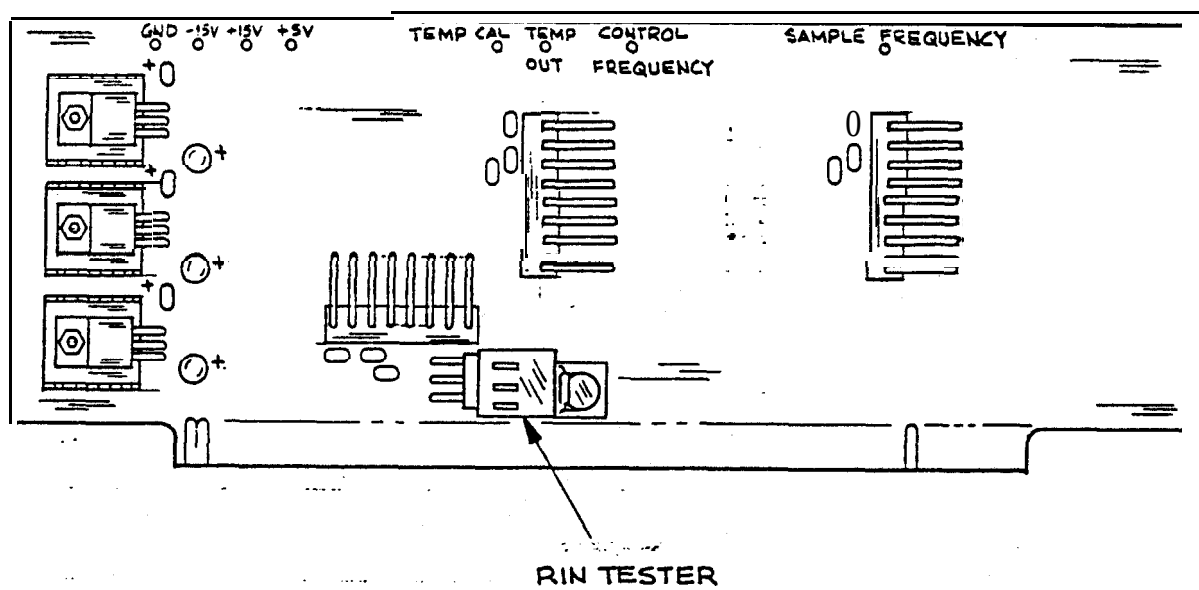 GND -15V +15V +5V
TEMP CAL TEMP CONTROL
OUT FREQUENCY
SAMPLE FREQUENCY
+
+
+
+
+
+
RIN TESTER